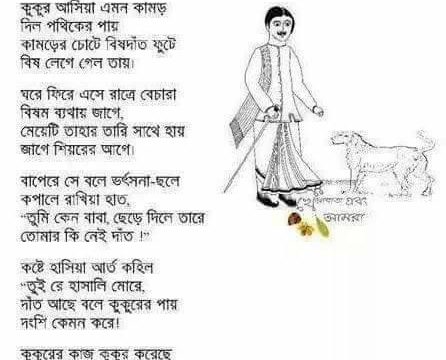 কুকুর আসিয়া এমন কামড়
দিল পথিকের পায়
কামড়ের চোটে বিষদাঁত ফুটে
বিষ লেগে গেল তায়।
ঘরে ফিরে এসে রাত্রে বেচারা
বিষম ব্যথায় জাগে,
মেয়েটি তাহার তারি সাথে হায়
জাগে শিয়রের আগে।
বাপেরে সে বলে ভর্ৎসনা-ছলে
কপালে রাখিয়া হাত,
“তুমি কেন বাবা, ছেড়ে দিলে তারে
তোমার কি নেই দাঁত !”
কষ্টে হাসিয়া আর্ত কহিল
“তুই রে হাসালি মোরে,
দাঁত আছে বলে কুকুরের পায়
দংশি কেমন করে!
কুকুরের কাজ কুকুর করেছে
এবং
আমরা